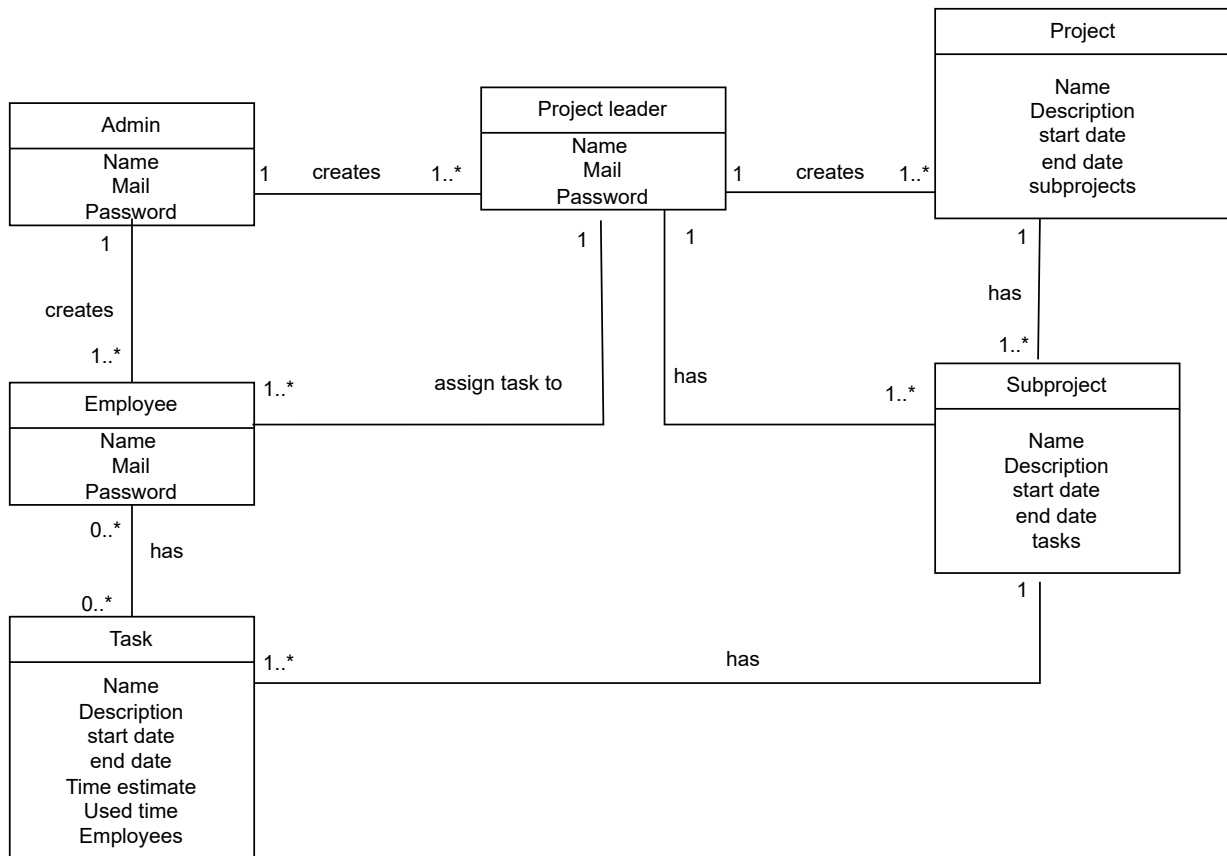 Project
Name
Description
start date
end date
subprojects
Project leader
Name
Mail
Password
Admin
Name
Mail
Password
1
creates
1..*
1
creates
1..*
1
creates
1..*
1
assign task to
1..*
1
has
1..*
1
has
1..*
Employee
Name
Mail
Password
Subproject
Name
Description
start date
end date
tasks
0..*
has
0..*
1
has
1..*
Task
Name
Description
start date
end date
Time estimate
Used time
Employees